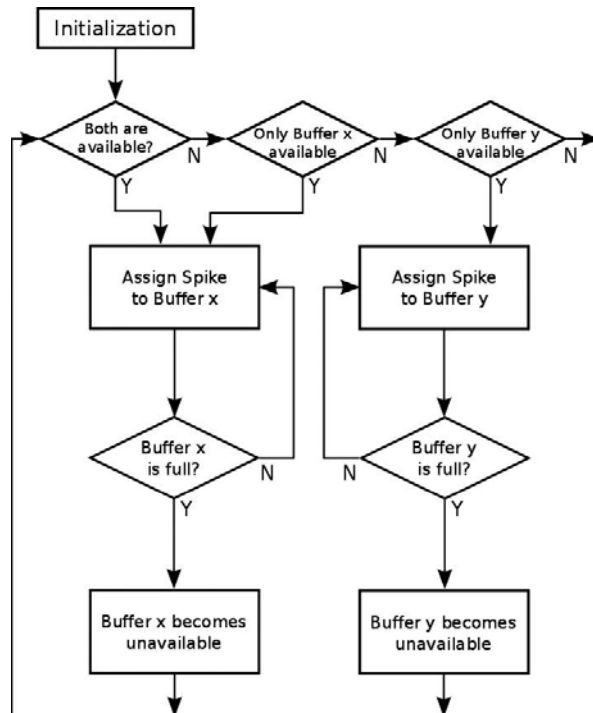 Initialization
Both are
available?
N
Only Buffer x
available
N
Only Buffer y
available
N
Y
Y
Y
Assign Spike
to Buffer x
Assign Spike
to Buffer y
Buffer x
is full?
N
Buffer y
is full?
N
Y
Y
Buffer x becomes
unavailable
Buffer y becomes
unavailable